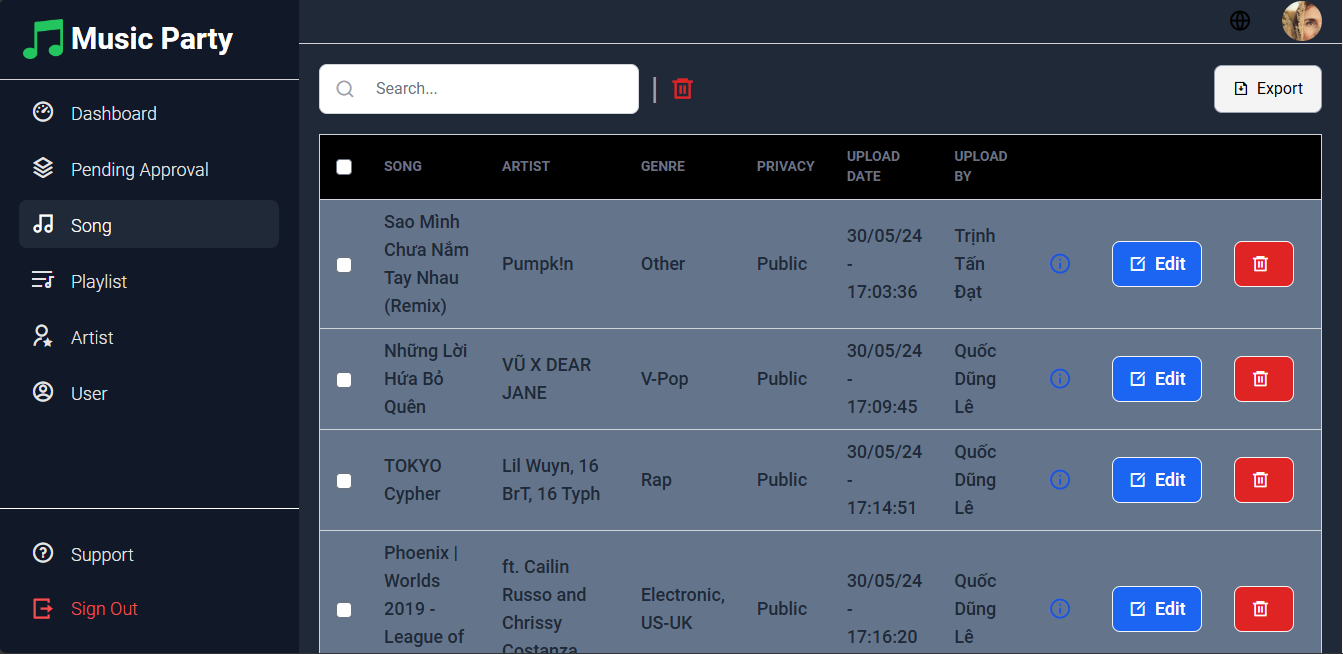 Music Party
Dashboard
Pending Approval
Song
Playlist
Artist
User
Support
Sign Out
Search...
Export
SONG
ARTIST
GENRE
PRIVACY
UPLOAD
DATE
UPLOAD
BY
Sao Mình
Chưa Nắm
Tay Nhau
(Remix)
Pumpk!n
Other
Public
30/05/24
-
17:03:36
Trịnh
Tấn
Đạt
Edit
Những Lời
Hứa Bỏ
Quên
VŨ X DEAR
JANE
V-Pop
Public
30/05/24
-
17:09:45
Quốc
Dũng
Lê
Edit
TOKYO
Cypher
Lil Wuyn, 16
BrT, 16 Typh
Rap
Public
30/05/24
-
17:14:51
Quốc
Dũng
Lê
Edit
Phoenix |
Worlds
2019 -
League of
ft. Cailin
Russo and
Chrissy
Costanza
Electronic,
US-UK
Public
30/05/24
-
17:16:20
Quốc
Dũng
Lê
Edit